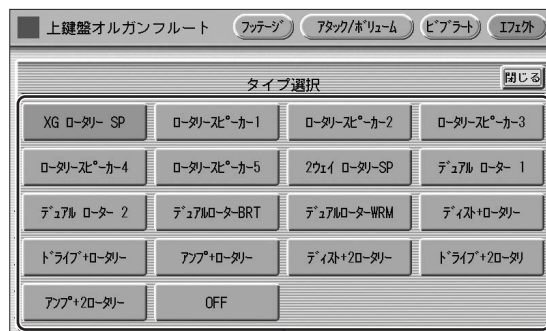 上鍵盤オルガンフルート フッテージ アタック/ボリューム ビブラート エフェクト
タイプ選択 閉じる
XG ロータリー SP ロータリースピーカー1 ロータリースピーカー2 ロータリースピーカー3
ロータリースピーカー4 ロータリースピーカー5 2ウェイ ロータリーSP デュアル ローター 1
デュアル ローター 2 デュアルローターBRT デュアルローターWRM ディスト+ロータリー
ドライブ+ロータリー アンプ+ロータリー ディスト+2ロータリー ドライブ+2ロータリ
アンプ+2ロータリー OFF